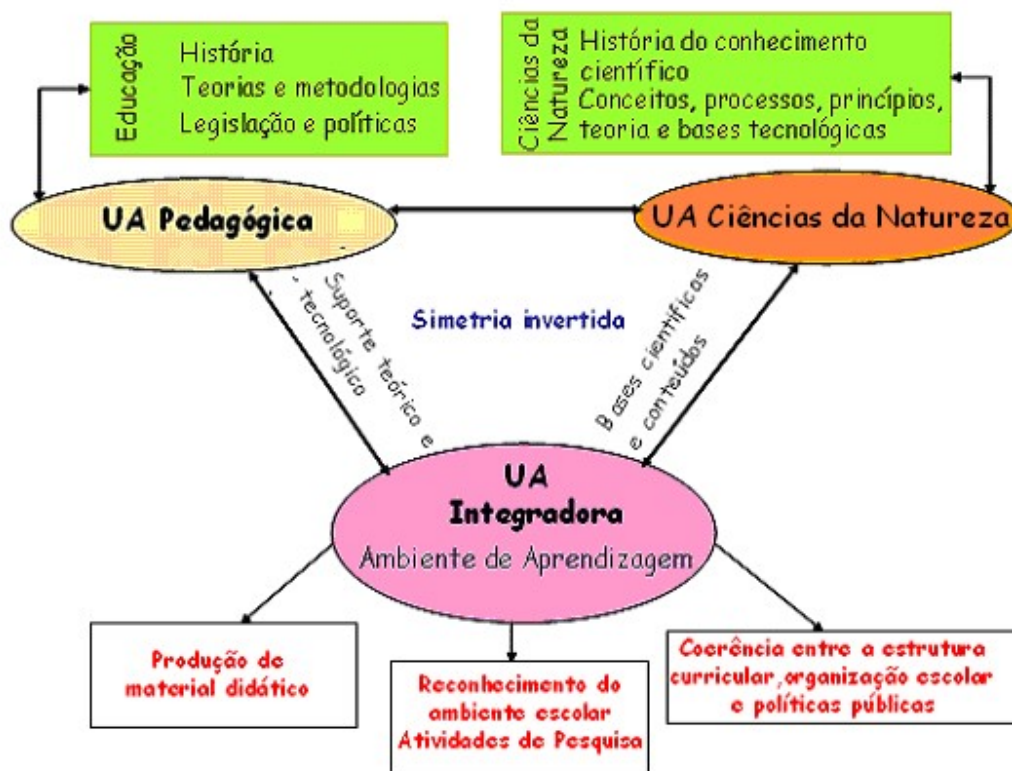 Educação
História
Teorias e metodologias
Legislação e políticas
Ciências da
Natureza
História do conhecimento
científico
Conceitos, processos, princípios,
teoria e bases tecnológicas
UA Pedagógica
UA Ciências da Natureza
Suporte teórico e
tecnológico
Simetria invertida
Bases científicas
e conteúdos
UA
Integradora
Ambiente de Aprendizagem
Produção de
material didático
Reconhecimento do
ambiente escolar
Atividades de Pesquisa
Coerência entre a estrutura
curricular,organização escolar
e políticas públicas